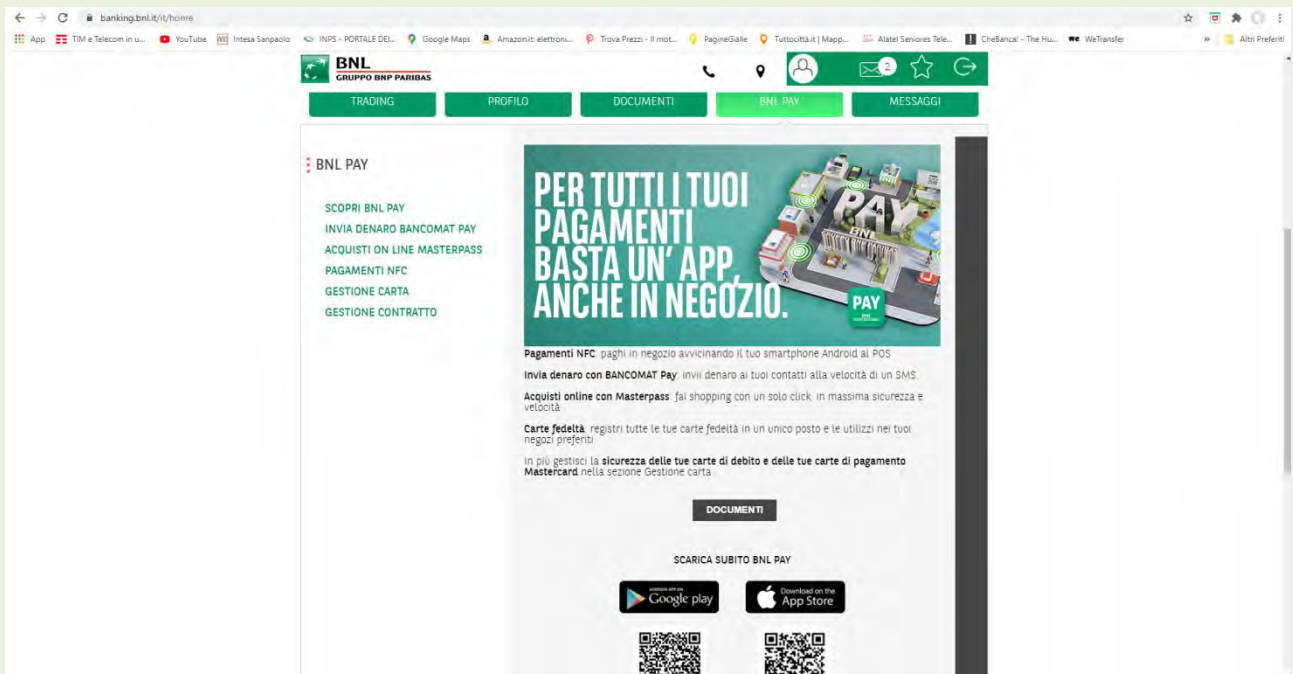 banking.bnl.it/it/home
App TIM e Telecom in u... YouTube Intesa Sanpaolo INPS - PORTALE DEL... Google Maps Amazon.it: elettroni... Trova Prezzi - Il mot... PagineGialle Tuttocittà.it | Mapp... Alatel Seniores Tele... CheBanca! - The Hu... WeTransfer » Altri Preferiti
BNL
GRUPPO BNP PARIBAS
2
TRADING PROFILO DOCUMENTI BNL PAY MESSAGGI
BNL PAY
SCOPRI BNL PAY
INVIA DENARO BANCOMAT PAY
ACQUISTI ON LINE MASTERPASS
PAGAMENTI NFC
GESTIONE CARTA
GESTIONE CONTRATTO
PER TUTTI I TUOI
PAGAMENTI
BASTA UN' APP,
ANCHE IN NEGOZIO.
PAY
BNL
PAY
BNL
Pagamenti NFC: paghi in negozio avvicinando il tuo smartphone Android al POS
Invia denaro con BANCOMAT Pay: invii denaro ai tuoi contatti alla velocità di un SMS.
Acquisti online con Masterpass: fai shopping con un solo click, in massima sicurezza e
velocità
Carte fedeltà: registri tutte le tue carte fedeltà in un unico posto e le utilizzi nei tuoi
negozi preferiti
In più gestisci la sicurezza delle tue carte di debito e delle tue carte di pagamento
Mastercard nella sezione Gestione carta
DOCUMENTI
SCARICA SUBITO BNL PAY
ANDROID APP ON
Google play
Download on the
App Store